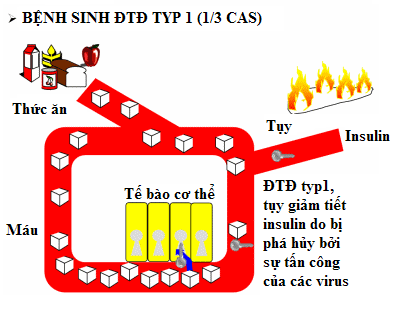 ➢ BỆNH SINH ĐTĐ TYP 1 (1/3 CAS)
Thức ăn
Tụy
Insulin
Tế bào cơ thể
Máu
ĐTĐ typ1,
tụy giảm tiết
insulin do bị
phá hủy bởi
sự tấn công
của các virus